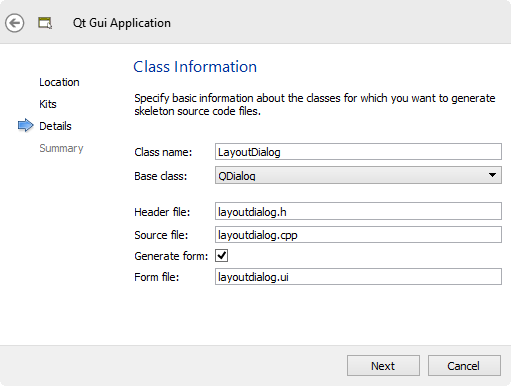 Qt Gui Application
Class Information
Location
Kits
Details
Summary
Specify basic information about the classes for which you want to generate
skeleton source code files.
Class name: LayoutDialog
Base class: QDialog
Header file: layoutdialog.h
Source file: layoutdialog.cpp
Generate form:
Form file: layoutdialog.ui
Next Cancel